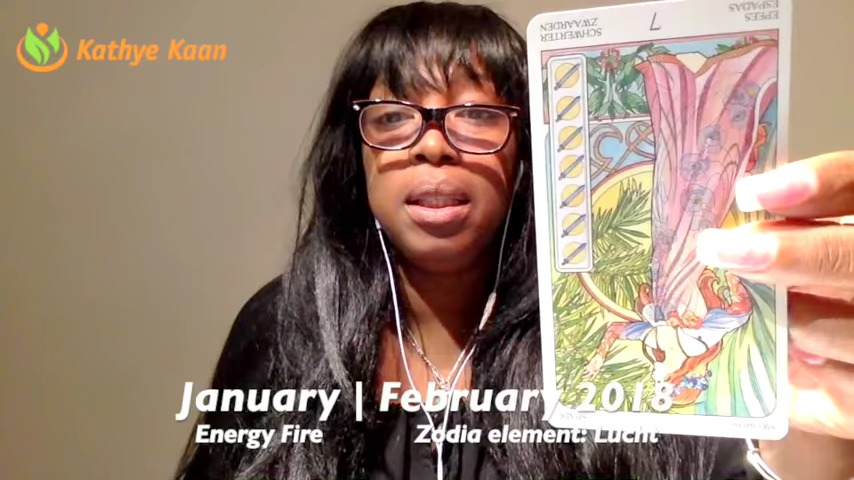 Kathye Kaan
EPEES
ESPADAS
7
SCHWERTER
ZWAARDEN
January | February 2018
Energy Fire
Zodia element: Lucht